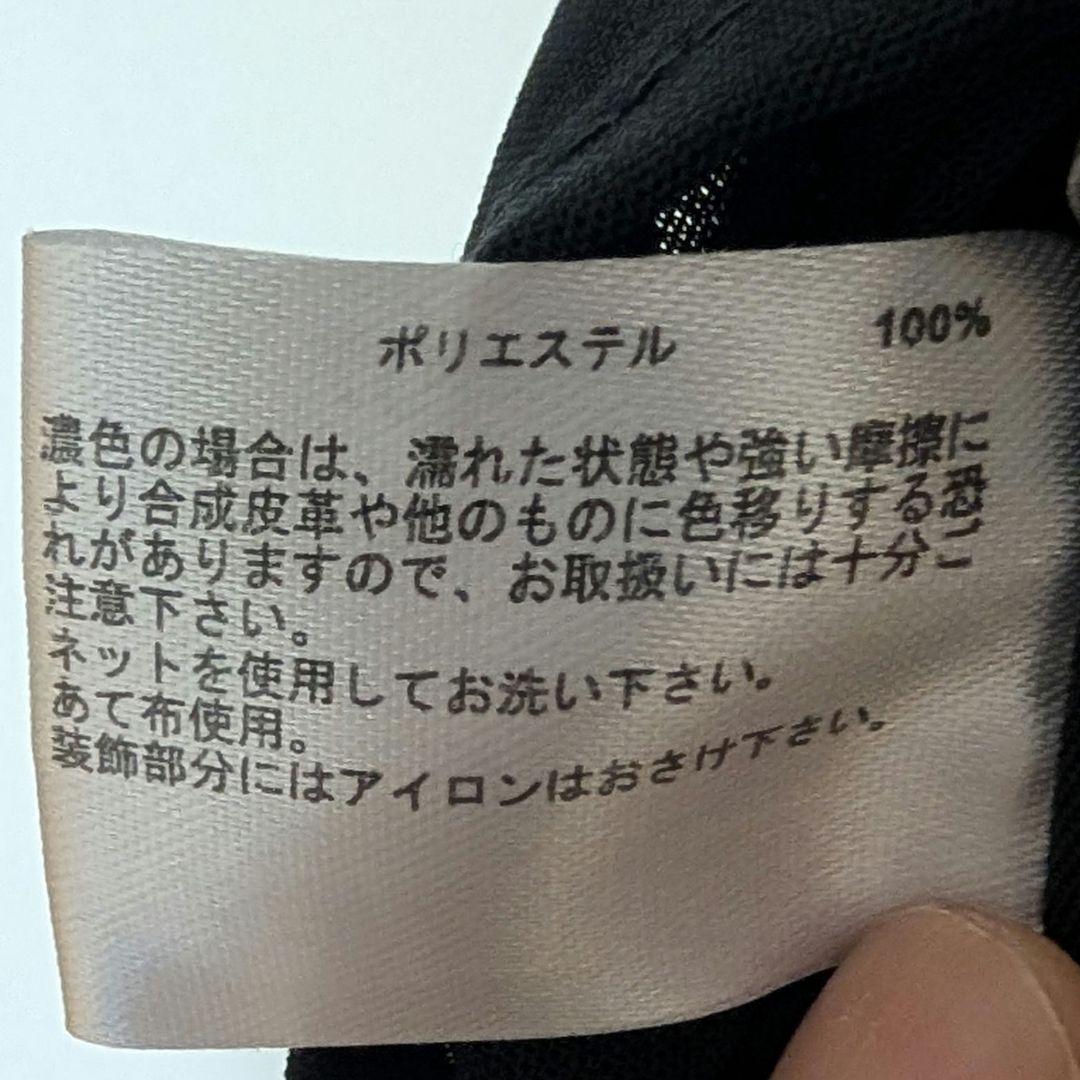 ポリエステル 100%
濃色の場合は、濡れた状態や強い摩擦に
より合成皮革や他のものに色移りする恐
れがありますので、お取扱いには十分ご
注意下さい。
ネットを使用してお洗い下さい。
あて布使用。
装飾部分にはアイロンはおさけ下さい。